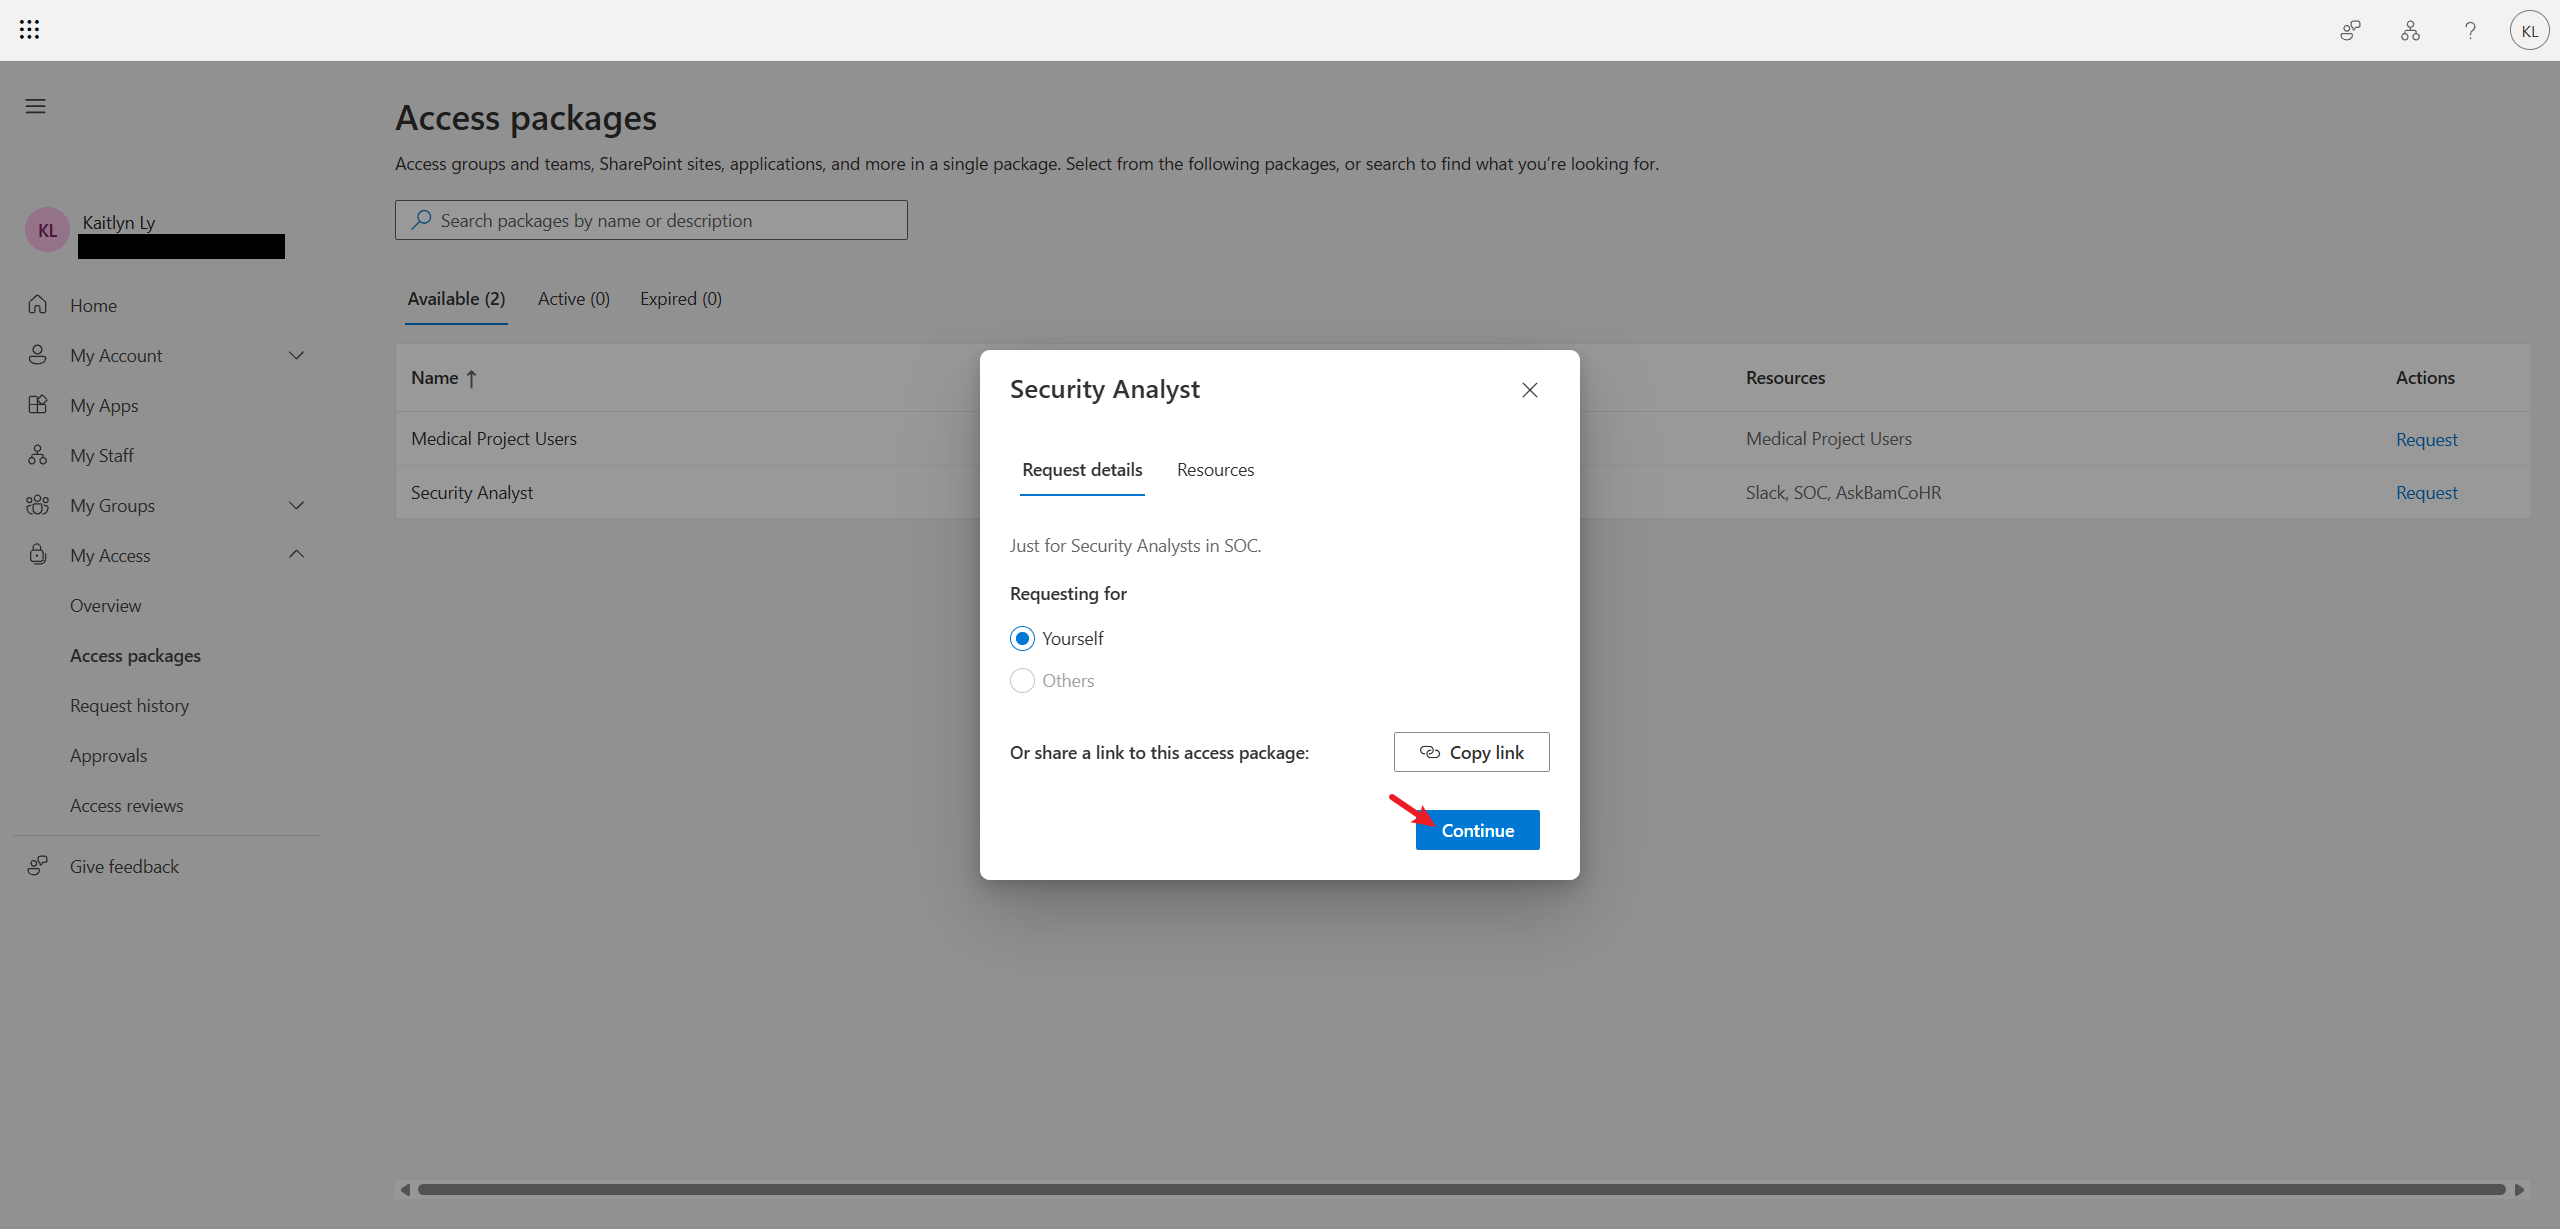 KL
Access packages
Access groups and teams, SharePoint sites, applications, and more in a single package. Select from the following packages, or search to find what you're looking for.
KL
Kaitlyn Ly
Search packages by name or description
Home
My Account
My Apps
My Staff
My Groups
My Access
Overview
Access packages
Request history
Approvals
Access reviews
Give feedback
Available (2) Active (0) Expired (0)
Name ↑ Resources Actions
Medical Project Users Medical Project Users Request
Security Analyst Slack, SOC, AskBamCoHR Request
Security Analyst
Request details Resources
Just for Security Analysts in SOC.
Requesting for
Yourself
Others
Or share a link to this access package: Copy link
Continue